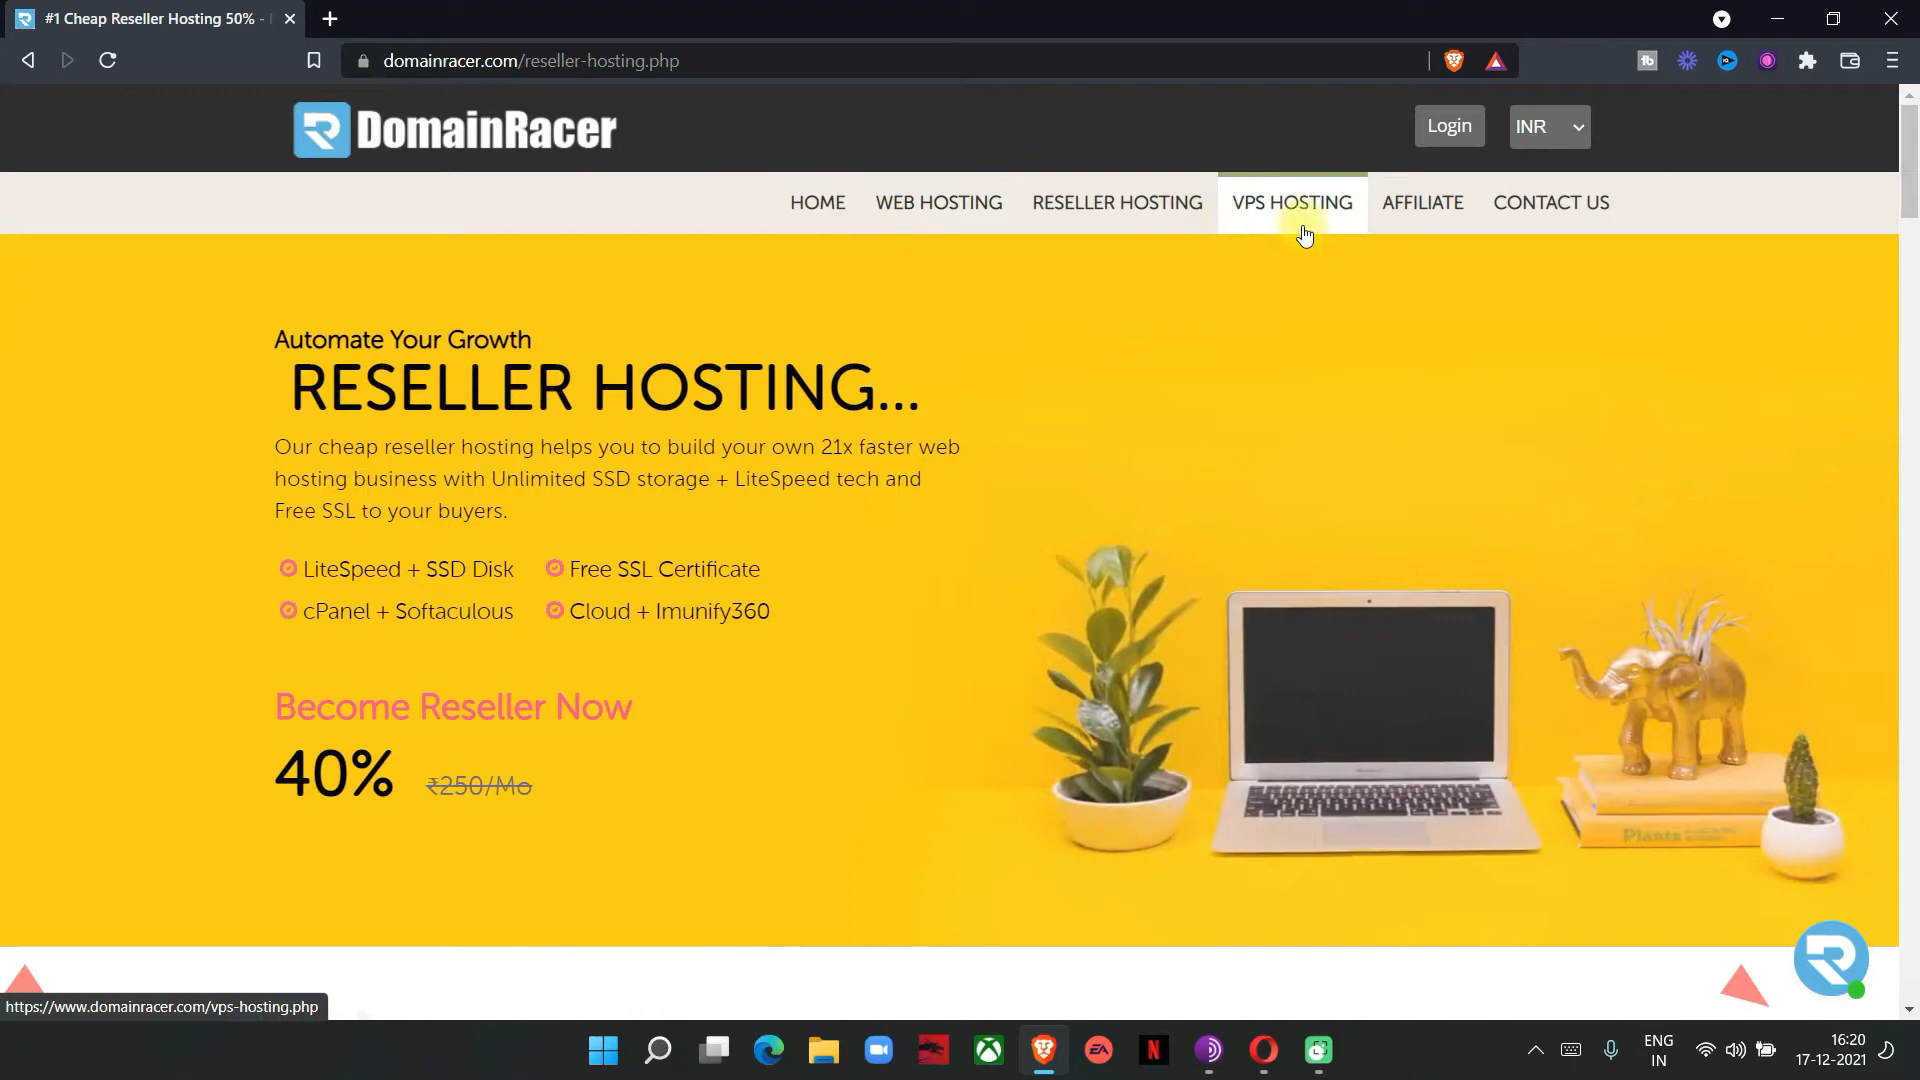 #1 Cheap Reseller Hosting 50% -
domainracer.com/reseller-hosting.php
DomainRacer
Login
INR
HOME
WEB HOSTING
RESELLER HOSTING
VPS HOSTING
AFFILIATE
CONTACT US
Automate Your Growth
RESELLER HOSTING...
Our cheap reseller hosting helps you to build your own 21x faster web
hosting business with Unlimited SSD storage + LiteSpeed tech and
Free SSL to your buyers.
LiteSpeed + SSD Disk
Free SSL Certificate
cPanel + Softaculous
Cloud + Imunify360
Become Reseller Now
40% ₹250/Mo
https://www.domainracer.com/vps-hosting.php
ENG
IN
16:20
17-12-2021